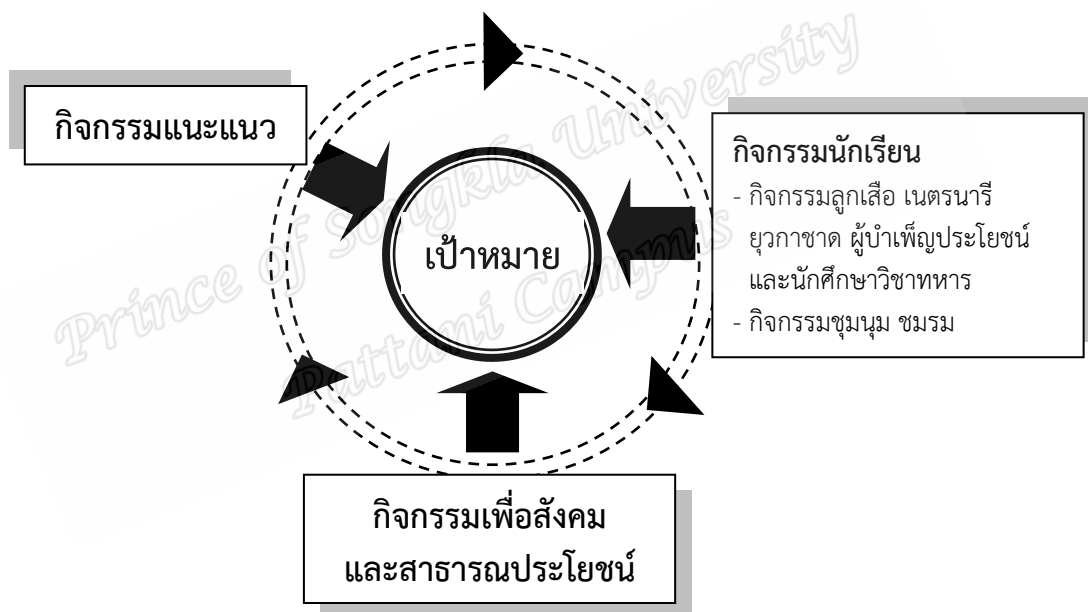 กิจกรรมแนะแนว
กิจกรรมนักเรียน
- กิจกรรมลูกเสือ เนตรนารี
ยุวกาชาด ผู้บำเพ็ญประโยชน์
และนักศึกษาวิชาทหาร
- กิจกรรมชุมนุม ชมรม
เป้าหมาย
กิจกรรมเพื่อสังคม
และสาธารณประโยชน์
Prince of Songkla University
Pattani Campus